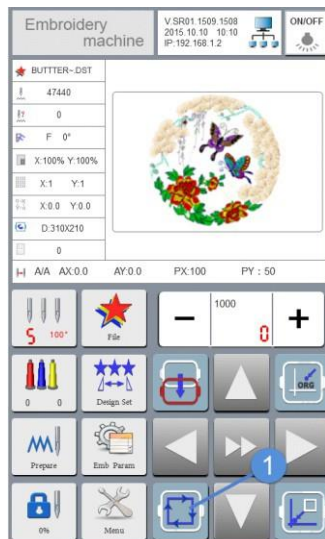 Embroidery
machine
V.SR01.1509.1508
2015.10.10 10:10
IP:192.168.1.2
ON/OFF
BUTTTER~.DST
47440
0
F 0°
X:100% Y:100%
X:1 Y:1
X:0.0 Y:0.0
D:310X210
0
A/A AX:0.0 AY:0.0 PX:100 PY : 50
5 100°
File
−
1000
0
+
0 0
Design Set
ORG
Prepare
Emb Param
1
0%
Menu